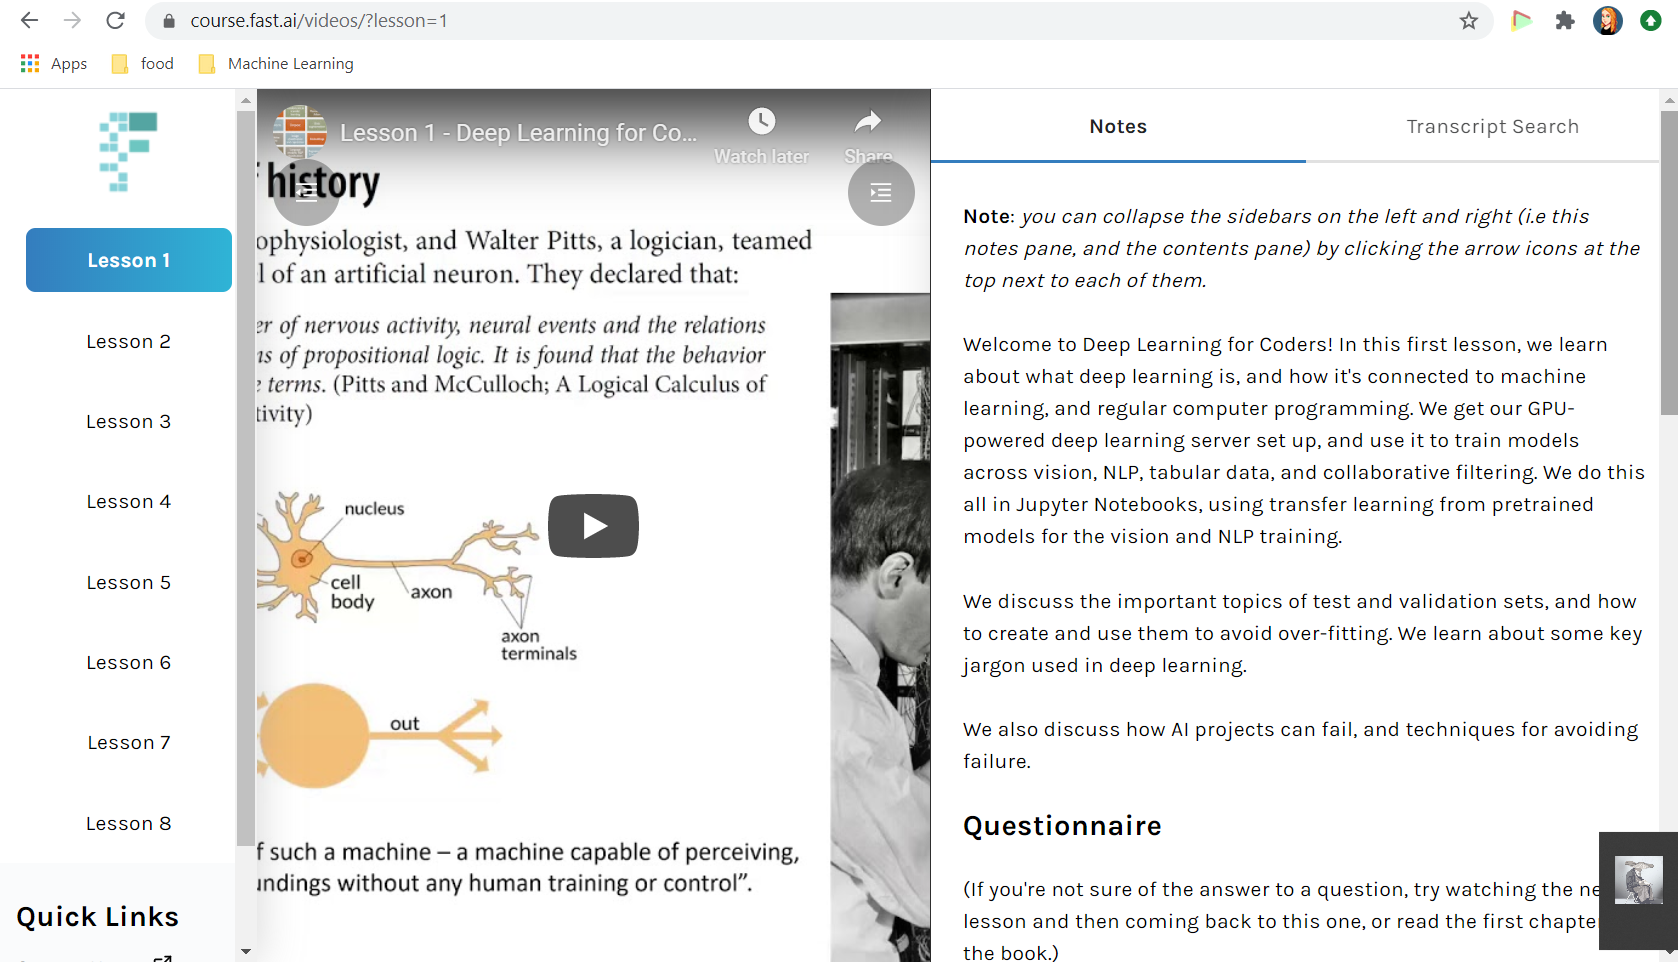 course.fast.ai/videos/?lesson=1
Apps
food
Machine Learning
Lesson 1
Lesson 2
Lesson 3
Lesson 4
Lesson 5
Lesson 6
Lesson 7
Lesson 8
Quick Links
Lesson 1 - Deep Learning for Co...
Watch later
Share
history
ophysiologist, and Walter Pitts, a logician, teamed
l of an artificial neuron. They declared that:
er of nervous activity, neural events and the relations
ns of propositional logic. It is found that the behavior
e terms. (Pitts and McCulloch; A Logical Calculus of
tivity)
nucleus
cell
body
axon
axon
terminals
out
f such a machine – a machine capable of perceiving,
undings without any human training or control”.
Notes
Transcript Search
Note: you can collapse the sidebars on the left and right (i.e this
notes pane, and the contents pane) by clicking the arrow icons at the
top next to each of them.
Welcome to Deep Learning for Coders! In this first lesson, we learn
about what deep learning is, and how it's connected to machine
learning, and regular computer programming. We get our GPU-
powered deep learning server set up, and use it to train models
across vision, NLP, tabular data, and collaborative filtering. We do this
all in Jupyter Notebooks, using transfer learning from pretrained
models for the vision and NLP training.
We discuss the important topics of test and validation sets, and how
to create and use them to avoid over-fitting. We learn about some key
jargon used in deep learning.
We also discuss how AI projects can fail, and techniques for avoiding
failure.
Questionnaire
(If you're not sure of the answer to a question, try watching the ne
lesson and then coming back to this one, or read the first chapter
the book.)